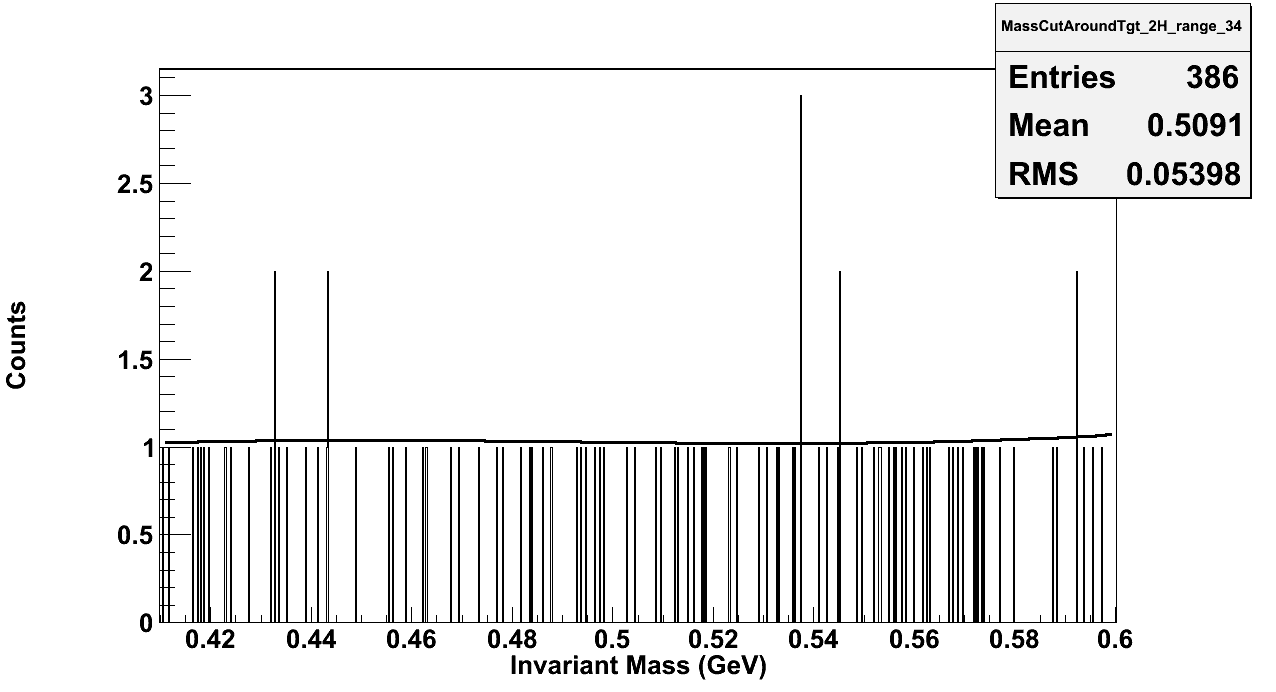 MassCutAroundTgt_2H_range_34
Entries 386
Mean 0.5091
RMS 0.05398
3
2.5
2
1.5
1
0.5
0
Counts
0.42 0.44 0.46 0.48 0.5 0.52 0.54 0.56 0.58 0.6
Invariant Mass (GeV)